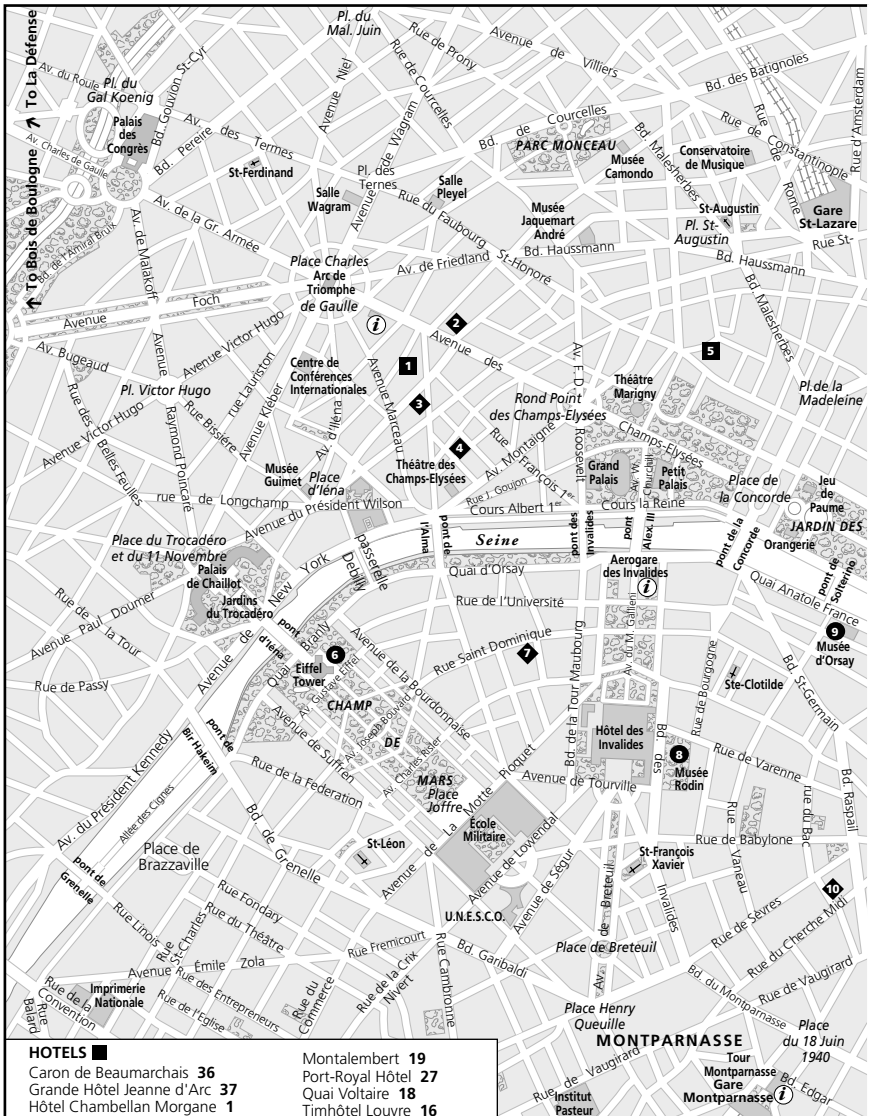 ↑ To Bois de Boulogne ↗ To La Défense
Pl. du
Mal. Juin
Rue de Prony
Avenue de Villiers
Bd. des Batignoles
Av. du Roule
Pl. du
Gal Koenig
Bd. Gouvion St-Cyr
Avenue Niel
Rue de Courcelles
Palais
des
Congrès
Bd. Pereire
Av. des Termes
Avenue de Wagram
Bd. de Courcelles
PARC MONCEAU
Bd. Malesherbes
Rue de Rome
Rue de Constantinople
Rue d'Amsterdam
Av. Charles de Gaulle
St-Ferdinand
Pl. des
Ternes
Salle
Wagram
Salle
Pleyel
Musée
Camondo
Conservatoire
de Musique
Av. de la Gr. Armée
Rue du Faubourg St-Honoré
Musée
Jaquemart
André
St-Augustin
Pl. St-
Augustin
Gare
St-Lazare
Rue St-
Bd. de l'Amiral Bruix
Av. de Malakoff
Place Charles
Arc de
Triomphe
de Gaulle
Av. de Friedland
Bd. Haussmann
Bd. Haussmann
Bd. Malesherbes
Avenue Foch
i
2
Avenue des Champs-Elysées
5
Av. Bugeaud
Avenue Victor Hugo
rue Lauriston
Centre de
Conférences
Internationales
1
Av. F. D. Roosevelt
Théâtre
Marigny
Pl. Victor Hugo
Avenue Kléber
Av. d'Iéna
Avenue Marceau
3
Rond Point
des Champs-Elysées
Pl.de la
Madeleine
Rue des Belles Feuilles
Avenue Victor Hugo
Raymond Poincaré
Rue Bissière
4
Av. Montaigne
Rue François 1er
Musée
Guimet
Place
d'Iéna
Théâtre des
Champs-Elysées
Rue J. Goujon
Grand
Palais
Av. W. Churchill
Petit
Palais
Place de
la Concorde
Jeu
de
Paume
rue de Longchamp
Avenue du Président Wilson
Cours Albert 1er
Cours la Reine
JARDIN DES
Orangerie
Place du Trocadéro
et du 11 Novembre
Palais
de Chaillot
Jardins
du Trocadéro
passerelle Debilly
pont de l'Alma
Seine
pont des Invalides
pont Alex. III
pont de la Concorde
pont de Solferino
Avenue de New York
Quai d'Orsay
Aerogare
des Invalides
i
Quai Anatole France
Rue de la Tour
Avenue Paul Doumer
Rue de l'Université
9
Musée
d'Orsay
pont d'Iéna
Quai Branly
6
Eiffel
Tower
Avenue de la Bourdonnaise
Rue Saint Dominique
7
Bd. de la Tour Maubourg
Av. du M. Gallieni
Rue de Bourgogne
Ste-Clotilde
Bd. St-Germain
Rue de Passy
Av. Gustave Eiffel
CHAMP
DE
MARS
Av. Joseph Bouvard
Av. Charles Risler
Avenue de Suffren
pont de Bir Hakeim
Place
Joffre
Hôtel des
Invalides
Bd. des Invalides
8
Musée
Rodin
Rue de Varenne
Av. du Président Kennedy
Rue de la Federation
Avenue de La Motte Picquet
Avenue de Tourville
Bd. Raspail
rue du Bac
Allée des Cignes
Bd. de Grenelle
École
Militaire
Avenue de Lowendal
Rue Vaneau
Rue de Babylone
Place de
Brazzaville
St-Léon
Avenue de Ségur
Av. de Breteuil
St-François
Xavier
pont de Grenelle
U.N.E.S.C.O.
10
Rue Linois
Rue St-Charles
Rue Fondary
Rue du Théâtre
Rue Fremicourt
Bd. Garibaldi
Place de Breteuil
Rue de Sèvres
Rue du Cherche Midi
Avenue Émile Zola
Rue du Commerce
Rue de la Crix Nivert
Rue Cambronne
Bd. du Montparnasse
Rue de Vaugirard
Imprimerie
Nationale
Rue des Entrepreneurs
Rue de l'Eglise
Rue de la Convention
Rue Balard
Place Henry
Queuille
MONTPARNASSE
Place
du 18 Juin
1940
Rue de Vaugirard
Institut
Pasteur
Tour
Montparnasse
Gare
Montparnasse
i
Bd. Edgar
HOTELS ■
Caron de Beaumarchais 36
Grande Hôtel Jeanne d'Arc 37
Hôtel Chambellan Morgane 1
Montalembert 19
Port-Royal Hôtel 27
Quai Voltaire 18
Timhôtel Louvre 16